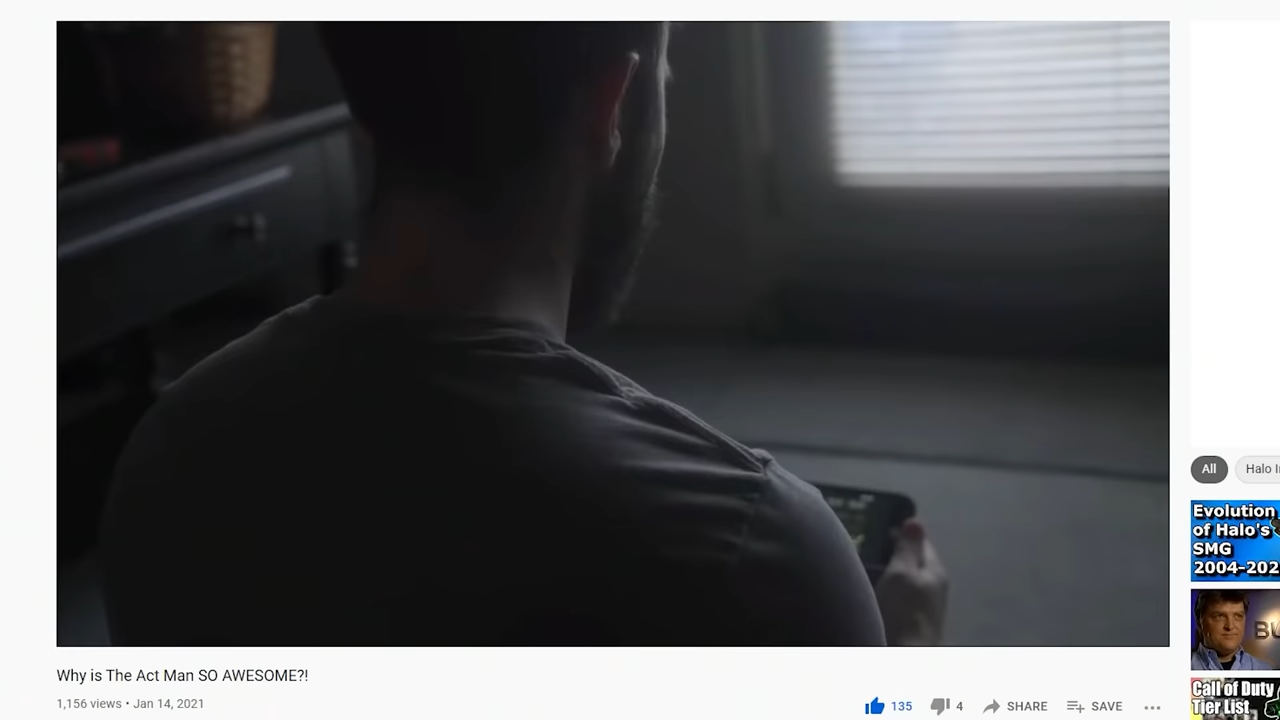 Why is The Act Man SO AWESOME?!
1,156 views • Jan 14, 2021
135
4
SHARE
SAVE
All
Halo
Evolution
of Halo's
SMG
Call of Duty
Tier List